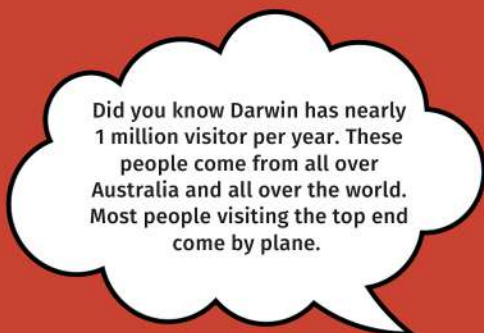 Did you know Darwin has nearly
1 million visitor per year. These
people come from all over
Australia and all over the world.
Most people visiting the top end
come by plane.